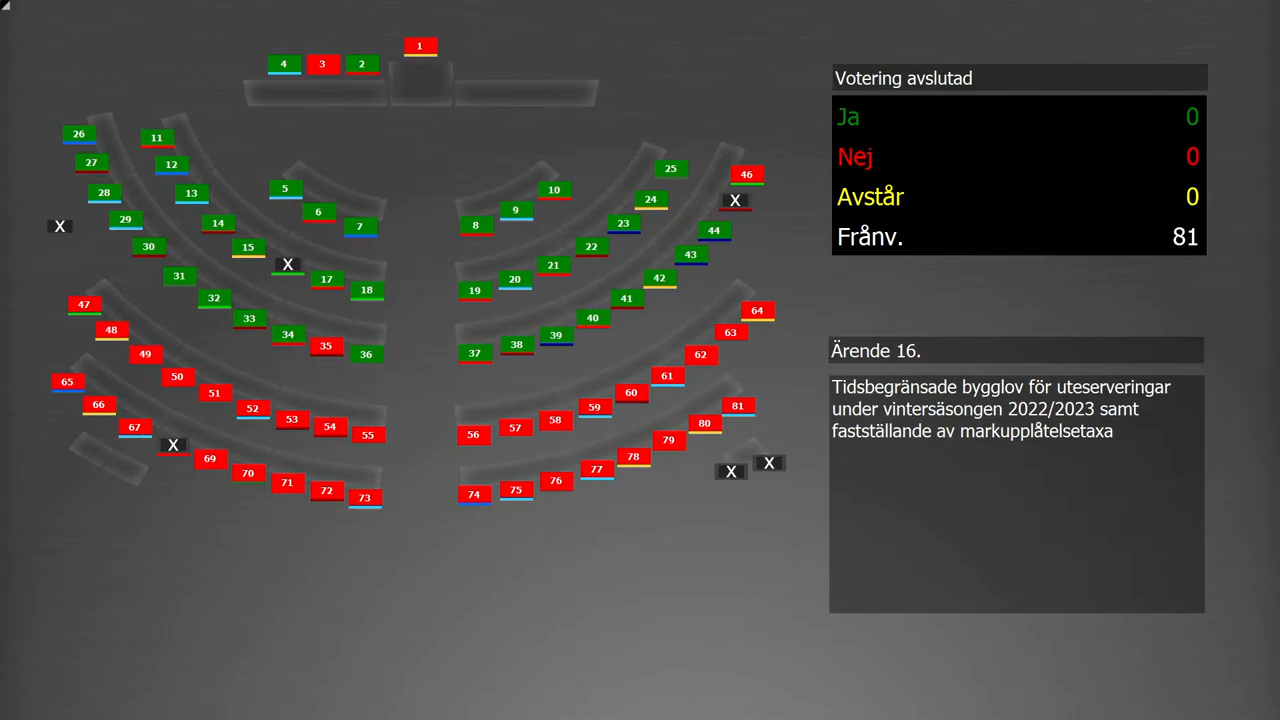 1
4 3 2
Votering avslutad
Ja 0
Nej 0
Avstår 0
Frånv. 81
26 11
27 12
28 13 5
29 14 6 7
X
30 15
31 X 17 18
32
33 34 35 36
25 46
10 24 X
9 23 44
8 22 43
21 42
19 20 41
40
37 38 39
47
48
49
50 51 52 53 54 55
64
63
62
61
60
59
56 57 58
65
66
67
X
69 70 71 72 73
81
80
79
78
77
74 75 76
X X
Ärende 16.
Tidsbegränsade bygglov för uteserveringar
under vintersäsongen 2022/2023 samt
fastställande av markupplåtelsetaxa